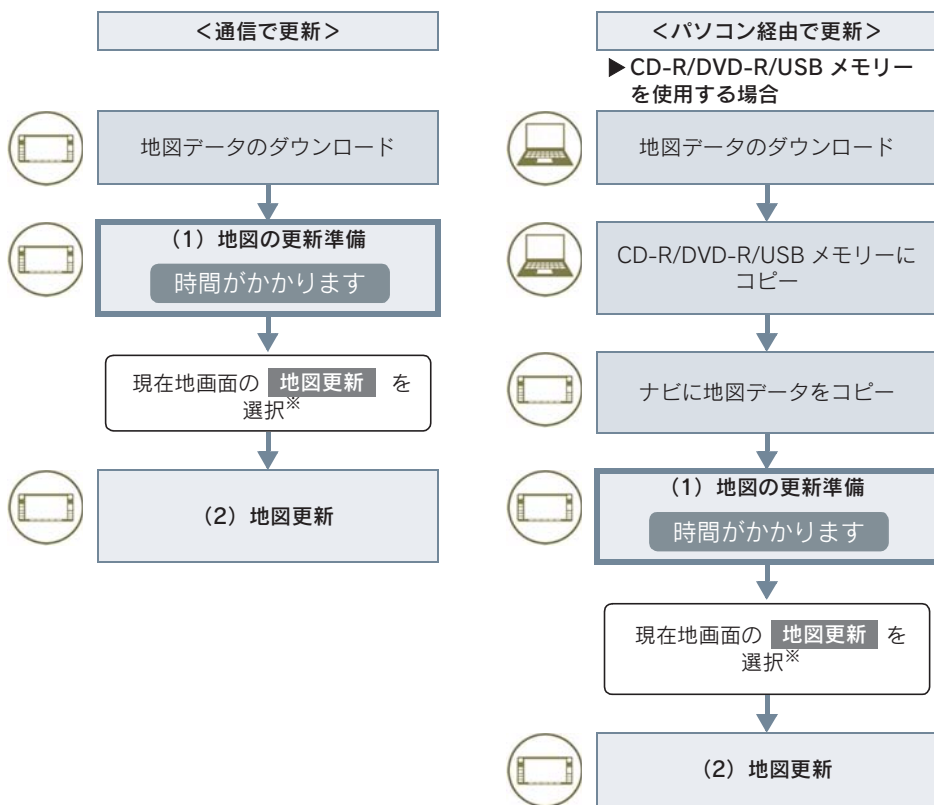 ＜通信で更新＞
地図データのダウンロード
（1）地図の更新準備
時間がかかります
現在地画面の 地図更新 を
選択※
（2）地図更新
＜パソコン経由で更新＞
▶CD-R/DVD-R/USB メモリー
を使用する場合
地図データのダウンロード
CD-R/DVD-R/USB メモリーに
コピー
ナビに地図データをコピー
（1）地図の更新準備
時間がかかります
現在地画面の 地図更新 を
選択※
（2）地図更新